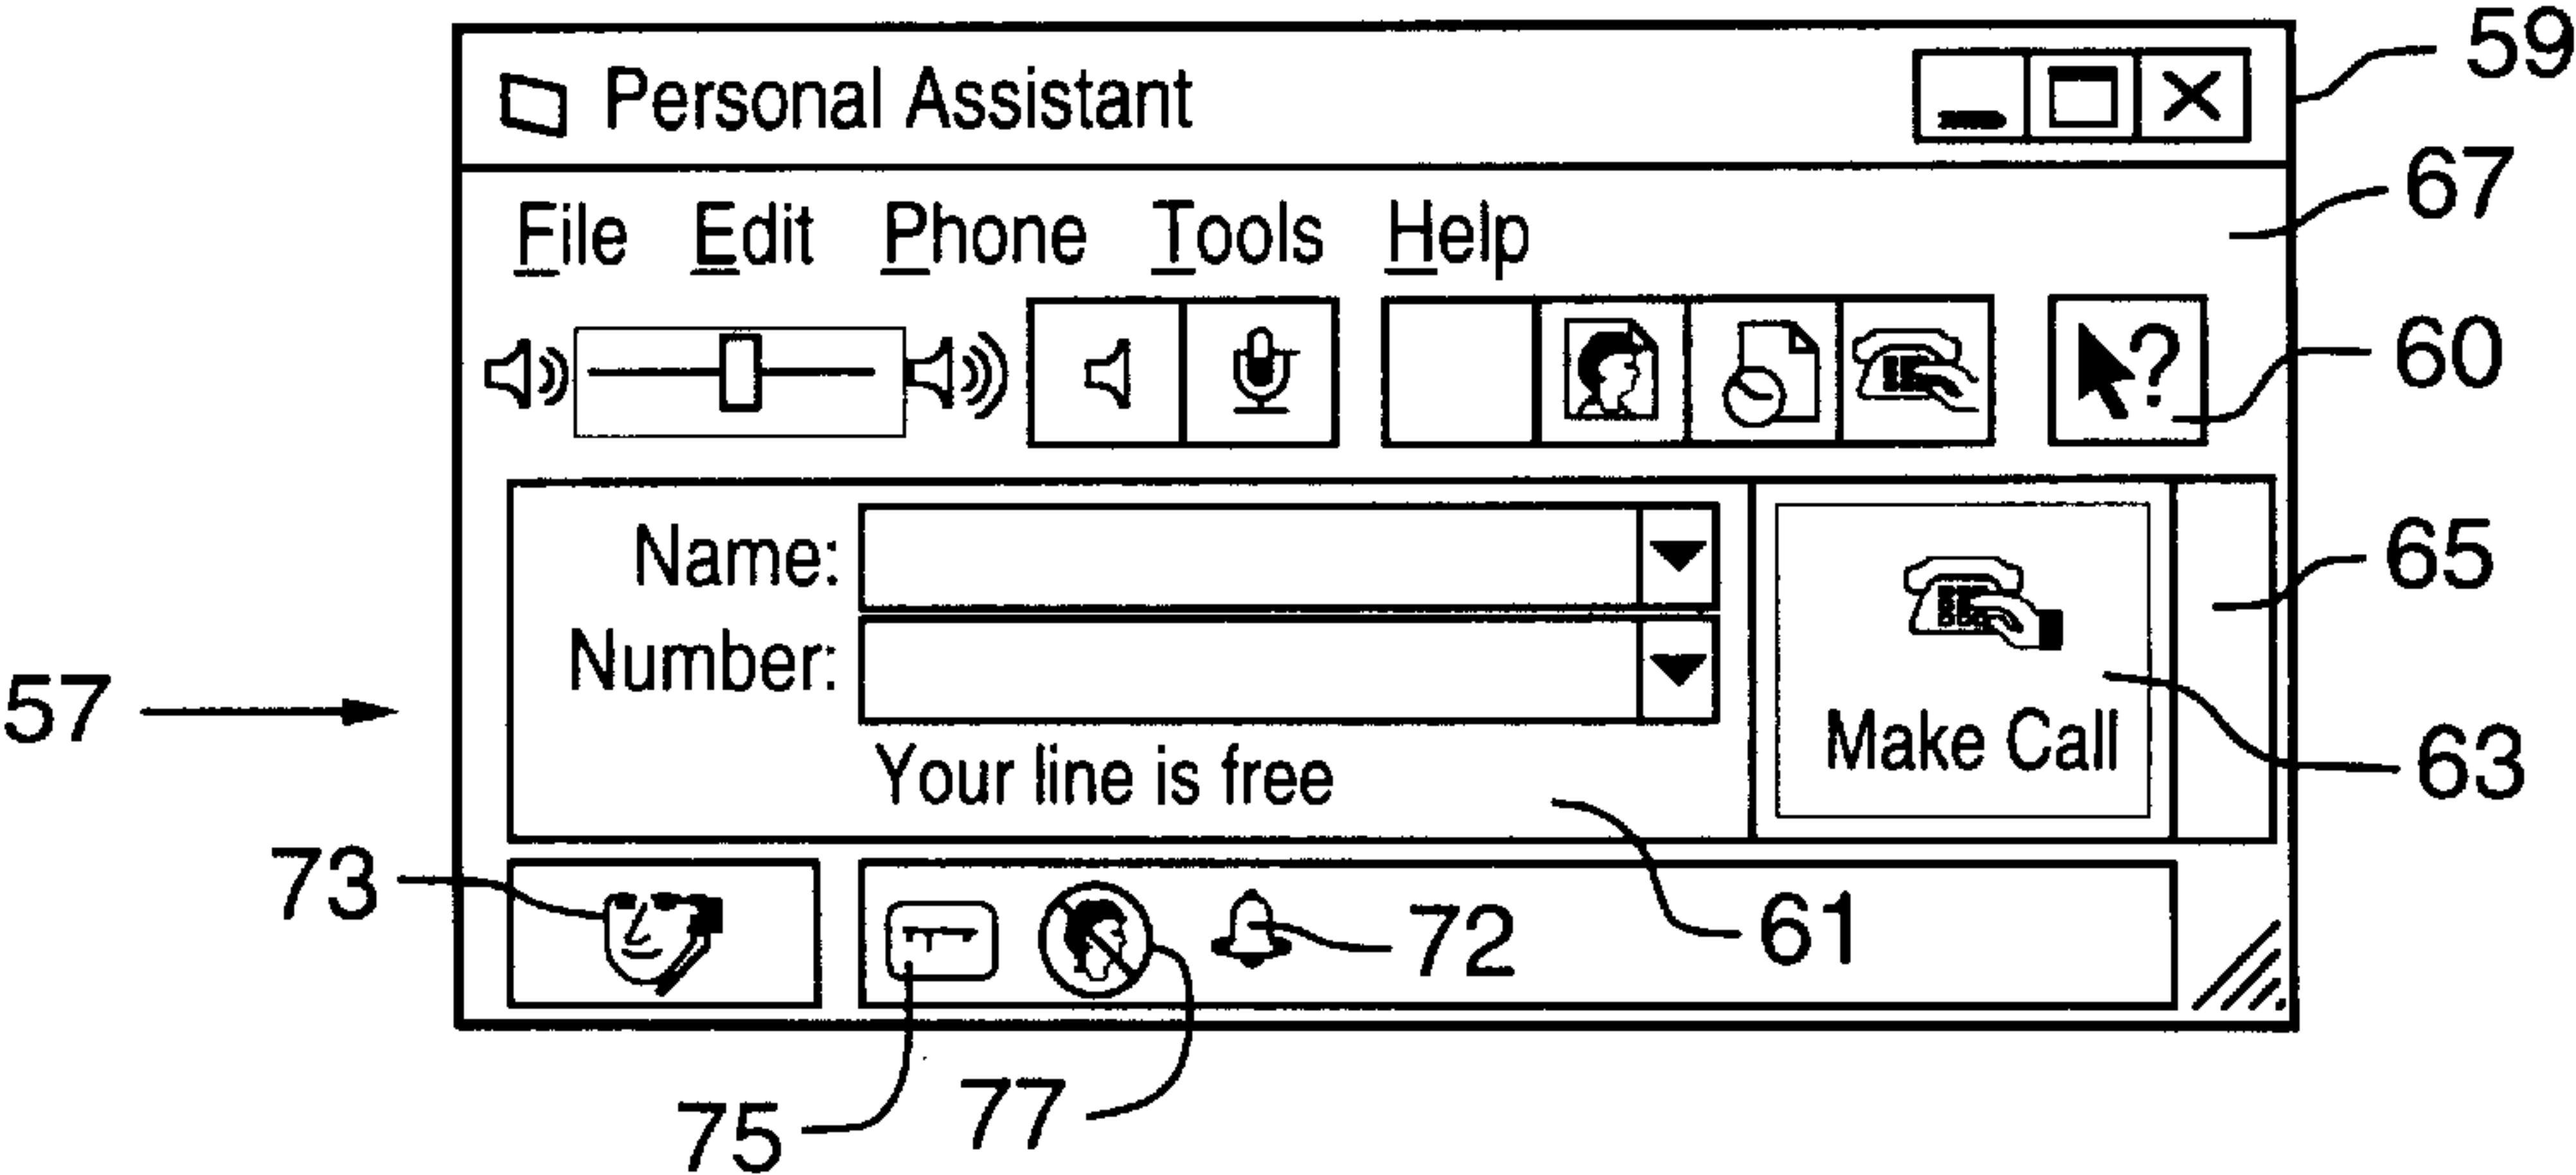 Personal Assistant
59
67
File Edit Phone Tools Help
? 60
Name:
65
Number:
57
Make Call
63
Your line is free
73
72
61
75
77